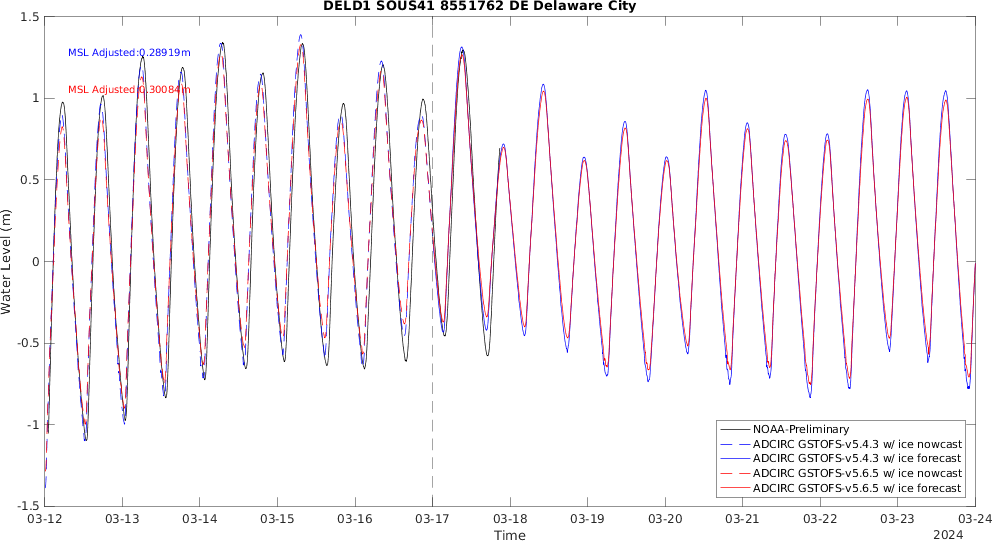 DELD1 SOUS41 8551762 DE Delaware City
MSL Adjusted:0.28919m
MSL Adjusted:0.30084m
1.5
1
0.5
0
-0.5
-1
-1.5
Water Level (m)
NOAA-Preliminary
ADCIRC GSTOFS-v5.4.3 w/ ice nowcast
ADCIRC GSTOFS-v5.4.3 w/ ice forecast
ADCIRC GSTOFS-v5.6.5 w/ ice nowcast
ADCIRC GSTOFS-v5.6.5 w/ ice forecast
03-12 03-13 03-14 03-15 03-16 03-17 03-18 03-19 03-20 03-21 03-22 03-23 03-24
Time
2024